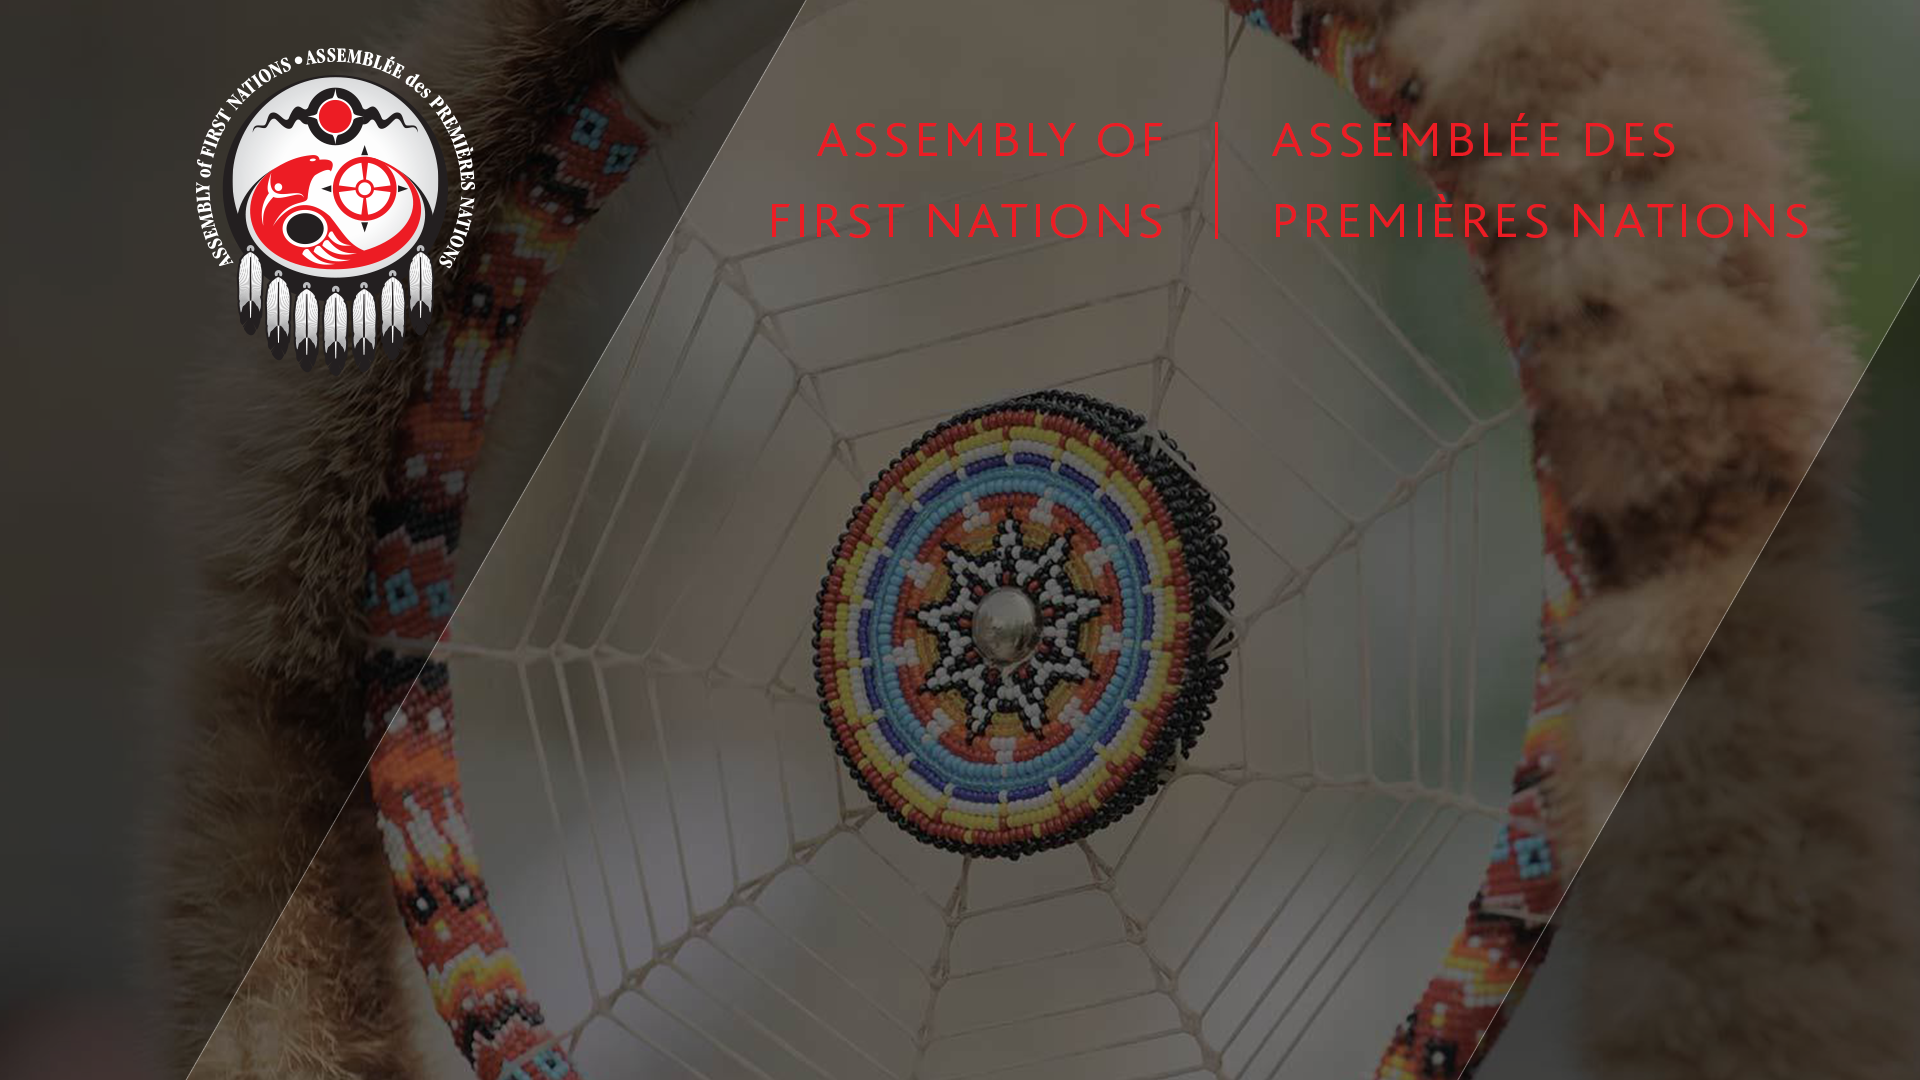 ASSEMBLY of FIRST NATIONS • ASSEMBLÉE des PREMIÈRES NATIONS
ASSEMBLY OF
FIRST NATIONS
ASSEMBLÉE DES
PREMIÈRES NATIONS